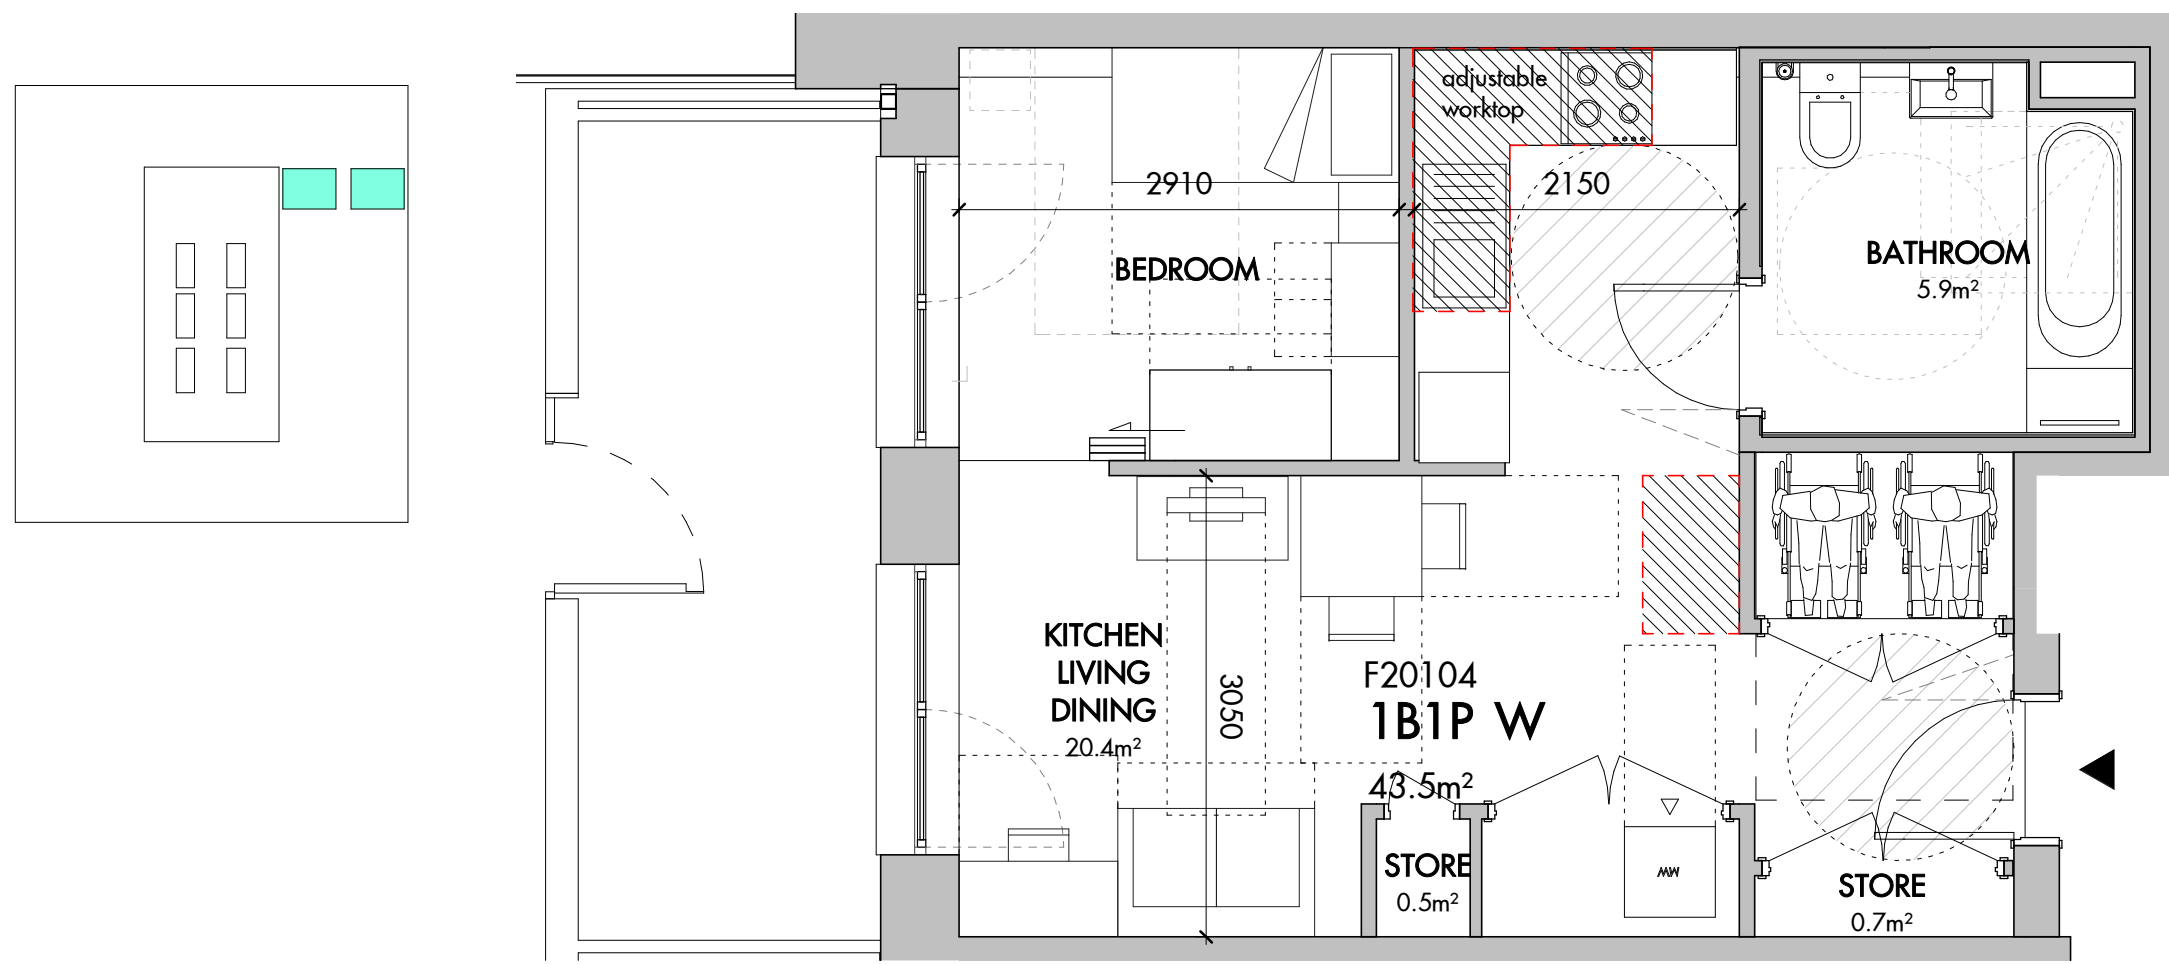 adjustable
worktop
2910
2150
BEDROOM
BATHROOM
5.9m²
KITCHEN
LIVING
DINING
20.4m²
3050
F20104
1B1P W
43.5m²
STORE
0.5m²
MW
STORE
0.7m²